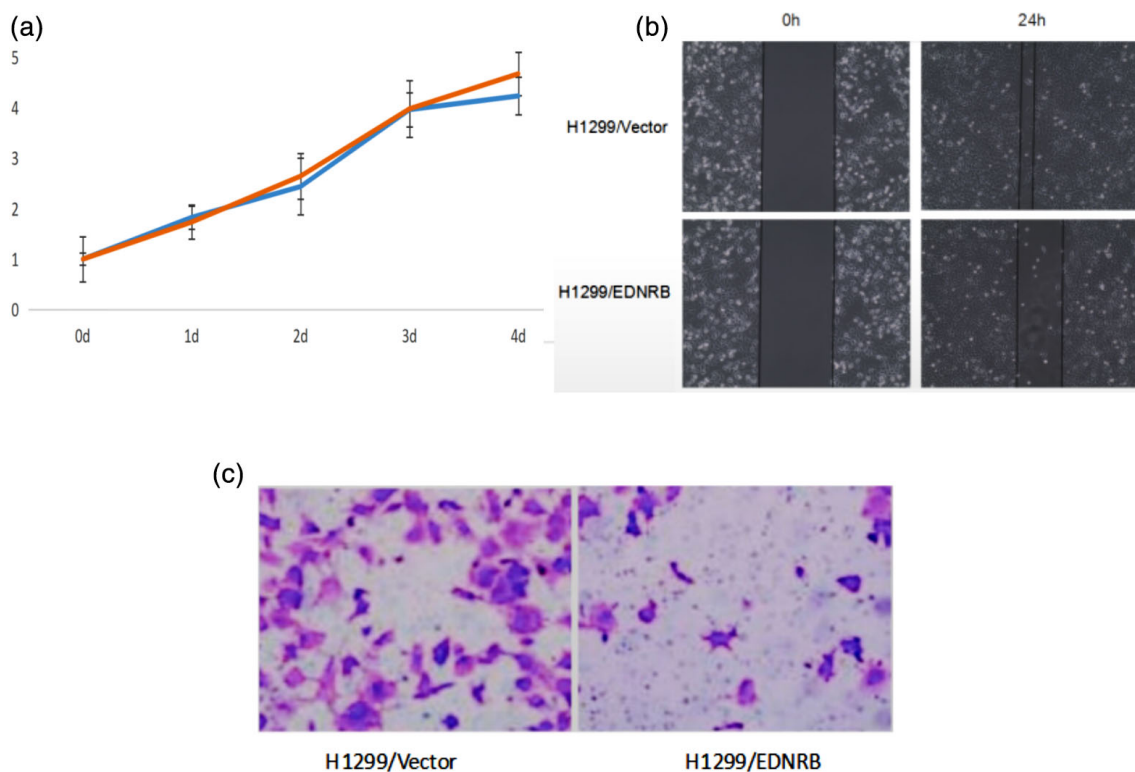 (a)
5
4
3
2
1
0
0d 1d 2d 3d 4d
(b)
0h 24h
H1299/Vector
H1299/EDNRB
(c)
H1299/Vector H1299/EDNRB